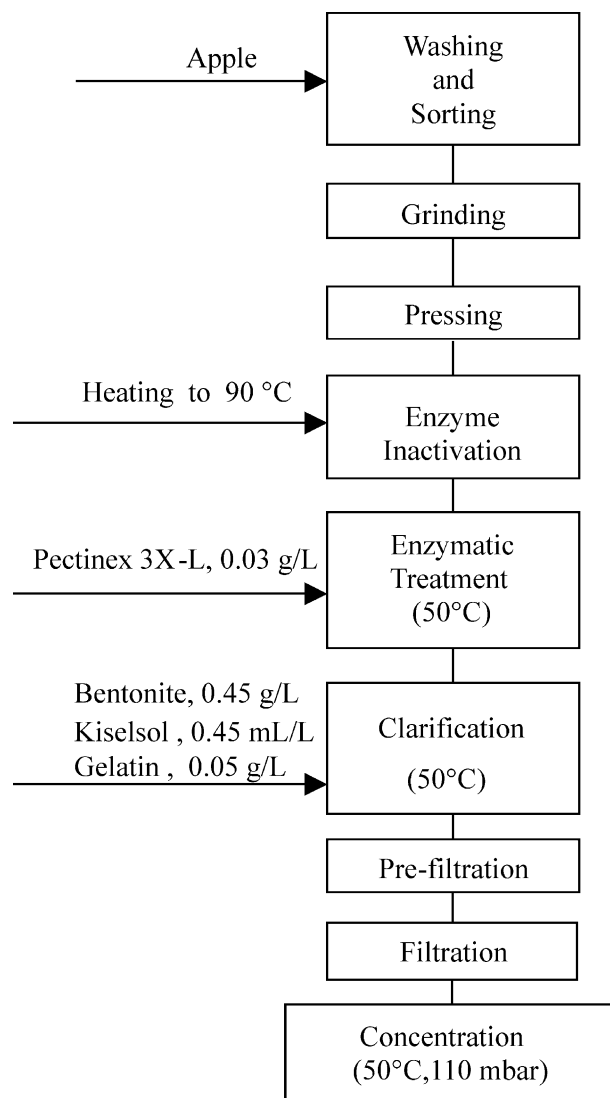 Apple
Washing
and
Sorting
Grinding
Pressing
Heating to 90 °C
Enzyme
Inactivation
Pectinex 3X-L, 0.03 g/L
Enzymatic
Treatment
(50°C)
Bentonite, 0.45 g/L
Kiselsol , 0.45 mL/L
Gelatin , 0.05 g/L
Clarification
(50°C)
Pre-filtration
Filtration
Concentration
(50°C,110 mbar)